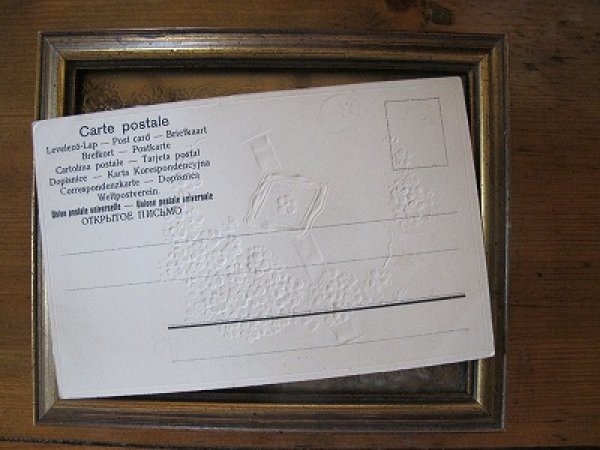 Carte postale
Levelező-Lap — Post card — Briefkaart
Brefkort — Postkarte
Cartolina postale — Tarjeta postal
Dopisnice — Karta Korespondencyjna
Correspondenzkarte — Dopisnica
Weltpostverein.
Union postale universelle — Unione postale universale
ОТКРЫТОЕ ПИСЬМО